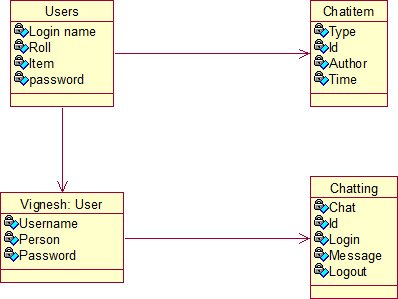 Users
Login name
Roll
Item
password
Chatitem
Type
Id
Author
Time
Vignesh: User
Username
Person
Password
Chatting
Chat
Id
Login
Message
Logout